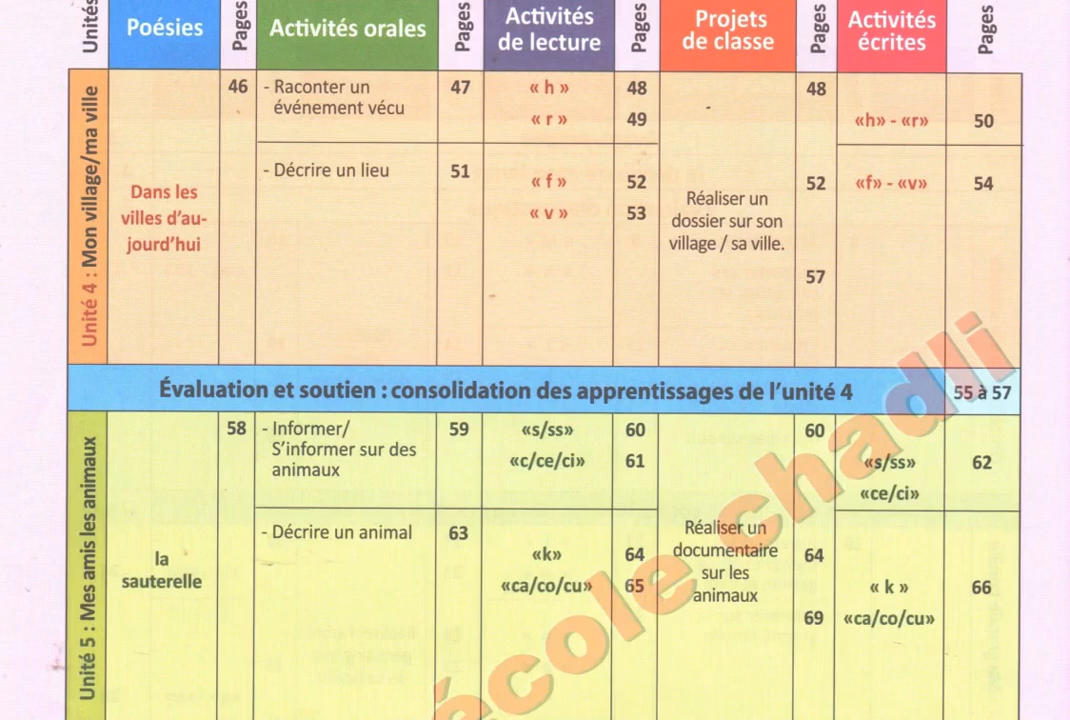 Unités
Poésies
Pages
Activités orales
Pages
Activités
de lecture
Pages
Projets
de classe
Pages
Activités
écrites
Pages
Unité 4 : Mon village/ma ville
Dans les
villes d'au-
jourd'hui
46
- Raconter un
événement vécu
47
« h »
48
« r »
49
48
«h» - «r»
50
- Décrire un lieu
51
« f »
52
« v »
53
Réaliser un
dossier sur son
village / sa ville.
52
57
«f» - «v»
54
Évaluation et soutien : consolidation des apprentissages de l'unité 4
55 à 57
Unité 5 : Mes amis les animaux
la
sauterelle
58
- Informer/
S'informer sur des
animaux
59
«s/ss»
60
«c/ce/ci»
61
60
«s/ss»
«ce/ci»
62
- Décrire un animal
63
«k»
64
«ca/co/cu»
65
Réaliser un
documentaire
sur les
animaux
64
69
« k »
«ca/co/cu»
66
école chadli